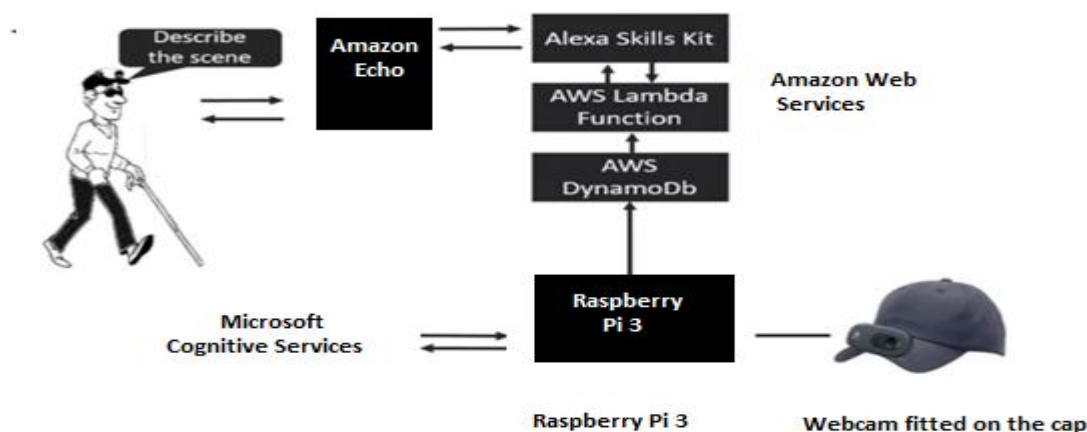 Describe
the scene
Amazon
Echo
Alexa Skills Kit
AWS Lambda
Function
AWS
DynamoDb
Amazon Web
Services
Microsoft
Cognitive Services
Raspberry
Pi 3
Raspberry Pi 3
Webcam fitted on the cap